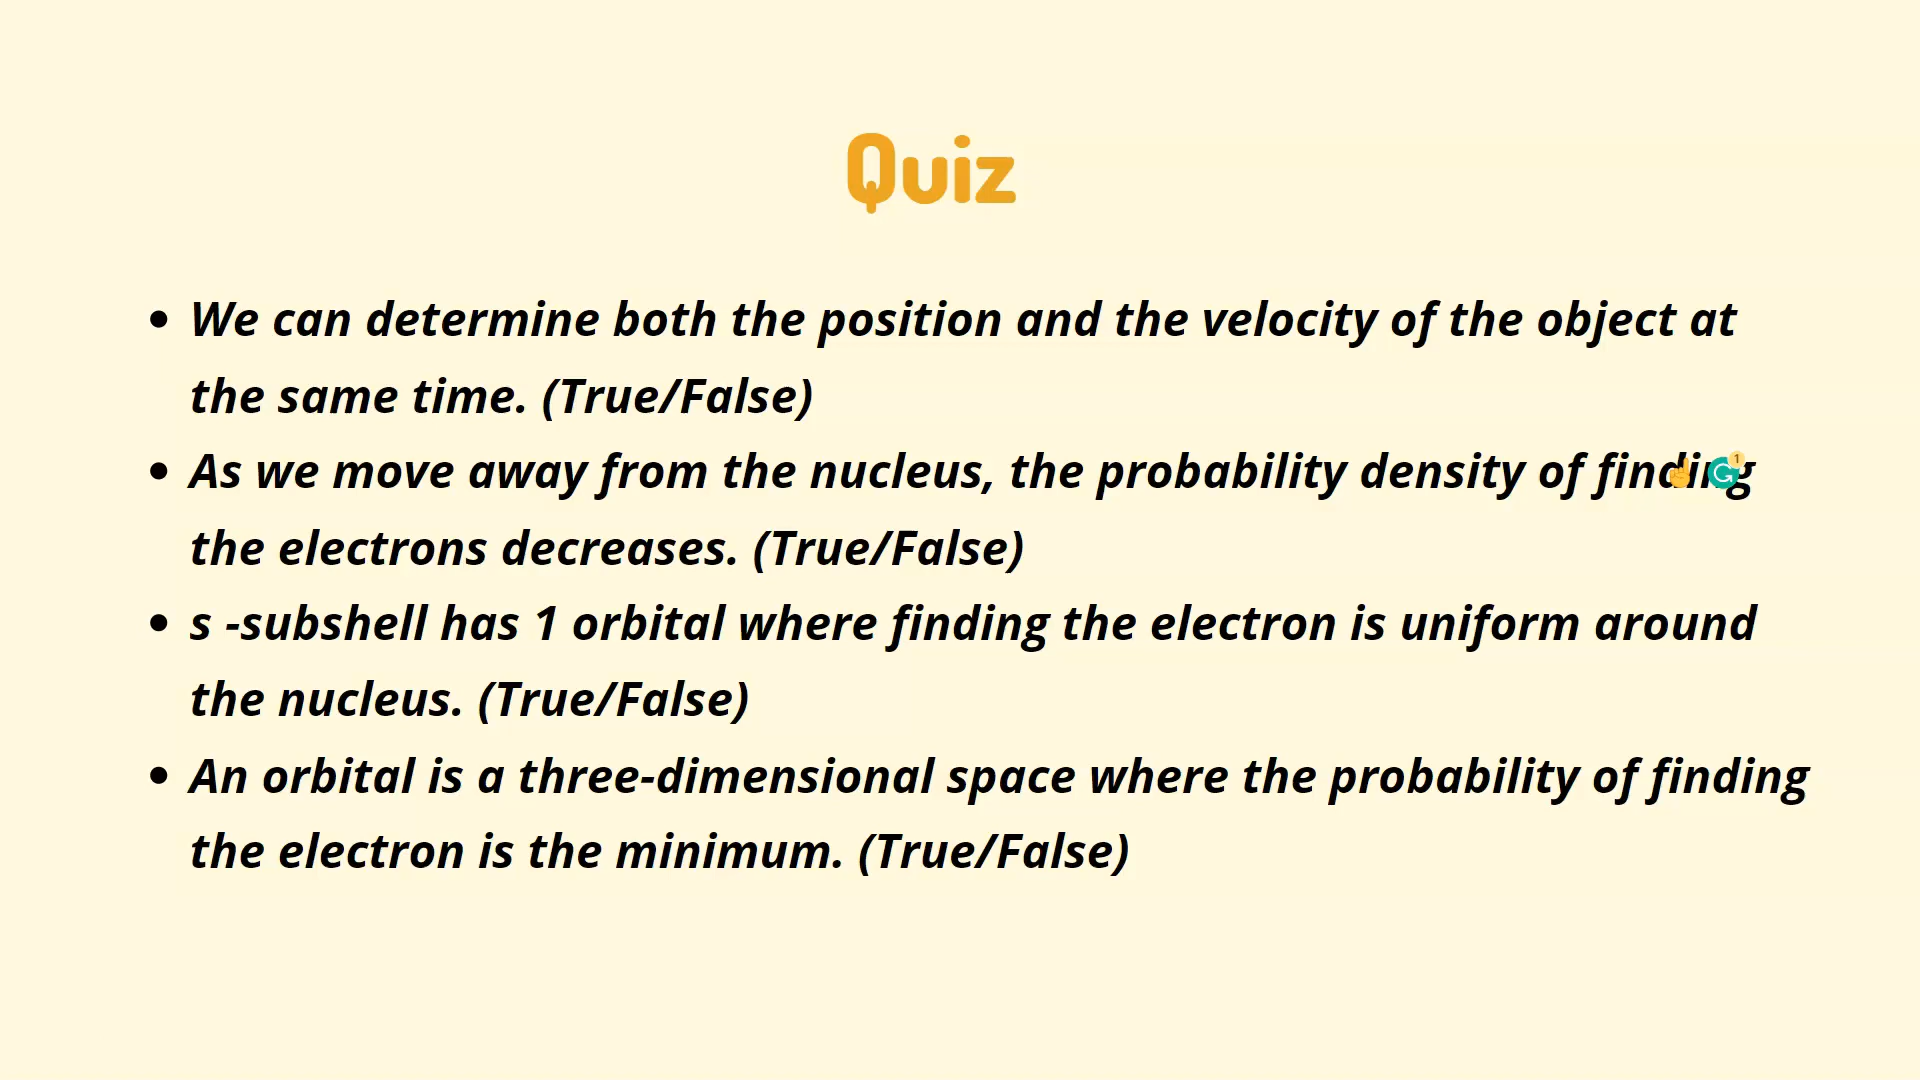 Quiz
• We can determine both the position and the velocity of the object at
the same time. (True/False)
• As we move away from the nucleus, the probability density of finding
the electrons decreases. (True/False)
• s -subshell has 1 orbital where finding the electron is uniform around
the nucleus. (True/False)
• An orbital is a three-dimensional space where the probability of finding
the electron is the minimum. (True/False)
1